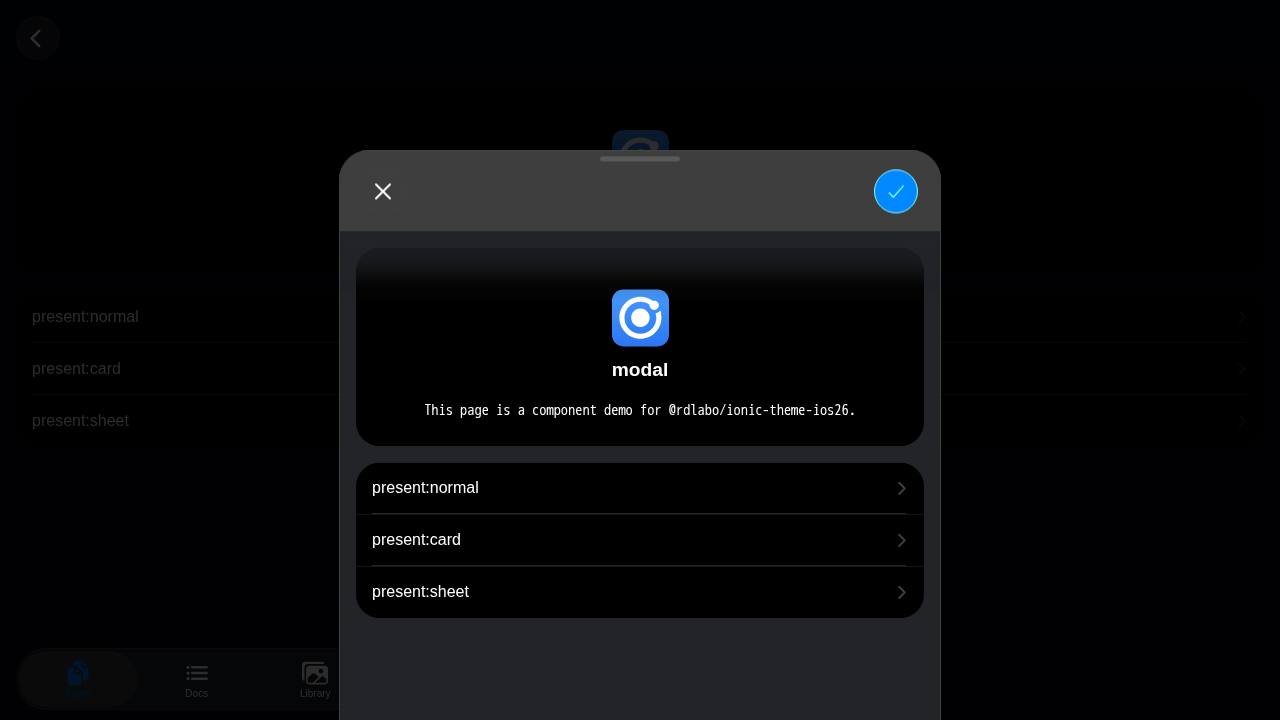 modal
This page is a component demo for @rdlabo/ionic-theme-ios26.
present:normal
present:card
present:sheet
present:normal
present:card
present:sheet
Docs
Library